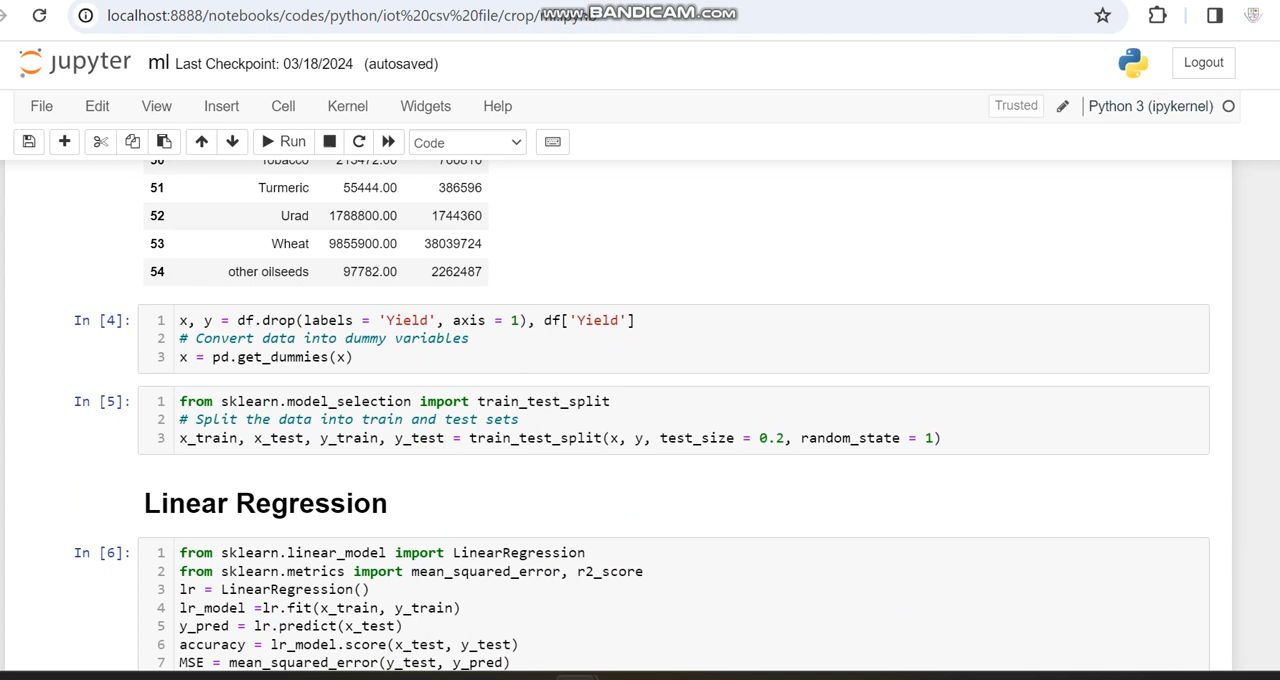 localhost:8888/notebooks/codes/python/iot%20csv%20file/crop/ml.ipynb
www.BANDICAM.com
jupyter ml Last Checkpoint: 03/18/2024 (autosaved)
Logout
File Edit View Insert Cell Kernel Widgets Help
Trusted Python 3 (ipykernel)
Run Code
50 Tobacco 213472.00 700810
51 Turmeric 55444.00 386596
52 Urad 1788800.00 1744360
53 Wheat 9855900.00 38039724
54 other oilseeds 97782.00 2262487
In [4]:
1 x, y = df.drop(labels = 'Yield', axis = 1), df['Yield']
2 # Convert data into dummy variables
3 x = pd.get_dummies(x)
In [5]:
1 from sklearn.model_selection import train_test_split
2 # Split the data into train and test sets
3 x_train, x_test, y_train, y_test = train_test_split(x, y, test_size = 0.2, random_state = 1)
Linear Regression
In [6]:
1 from sklearn.linear_model import LinearRegression
2 from sklearn.metrics import mean_squared_error, r2_score
3 lr = LinearRegression()
4 lr_model =lr.fit(x_train, y_train)
5 y_pred = lr.predict(x_test)
6 accuracy = lr_model.score(x_test, y_test)
7 MSE = mean_squared_error(y_test, y_pred)